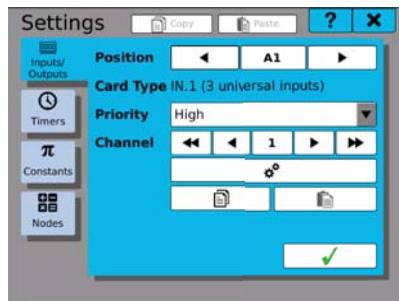 Settings
Copy
Paste
?
Inputs/
Outputs
Position
A1
Card Type IN.1 (3 universal inputs)
Timers
Priority
High
Channel
1
π
Constants
Nodes